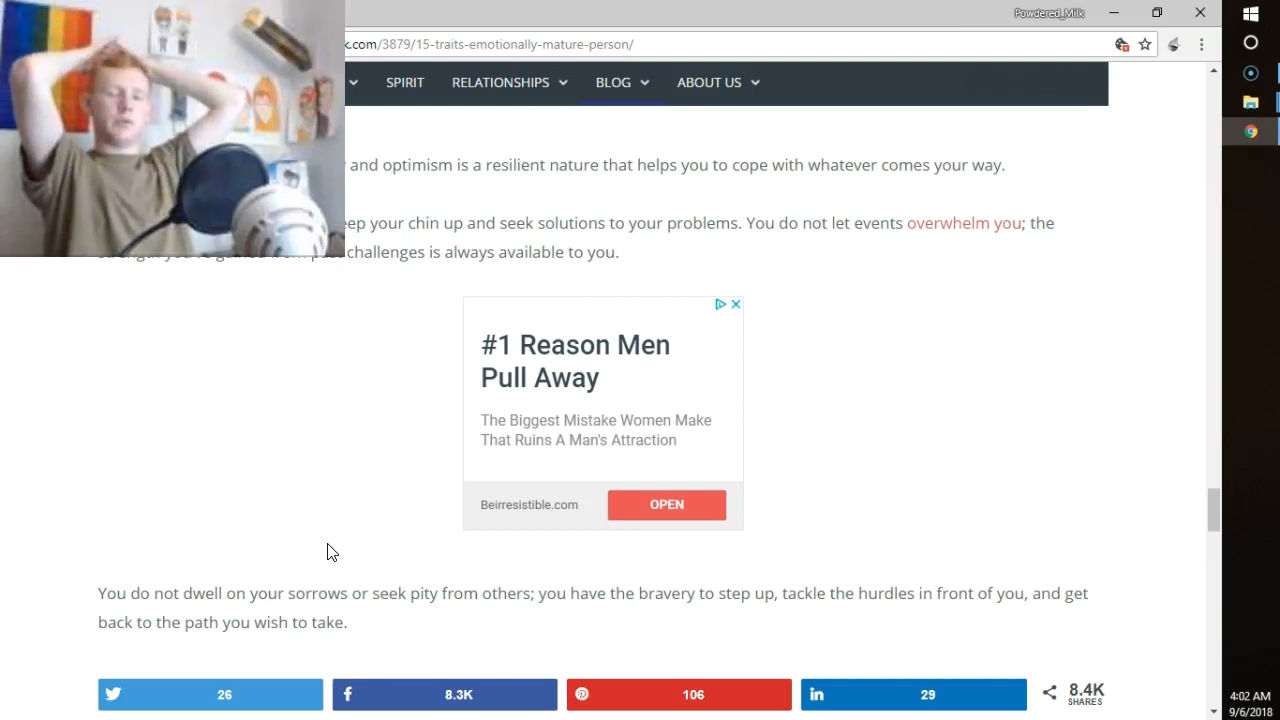 Powdered_Milk
k.com/3879/15-traits-emotionally-mature-person/
SPIRIT RELATIONSHIPS BLOG ABOUT US
and optimism is a resilient nature that helps you to cope with whatever comes your way.
eep your chin up and seek solutions to your problems. You do not let events overwhelm you; the
challenges is always available to you.
#1 Reason Men
Pull Away
The Biggest Mistake Women Make
That Ruins A Man's Attraction
Beirresistible.com OPEN
You do not dwell on your sorrows or seek pity from others; you have the bravery to step up, tackle the hurdles in front of you, and get
back to the path you wish to take.
26 8.3K 106 29 8.4K
SHARES
4:02 AM
9/6/2018